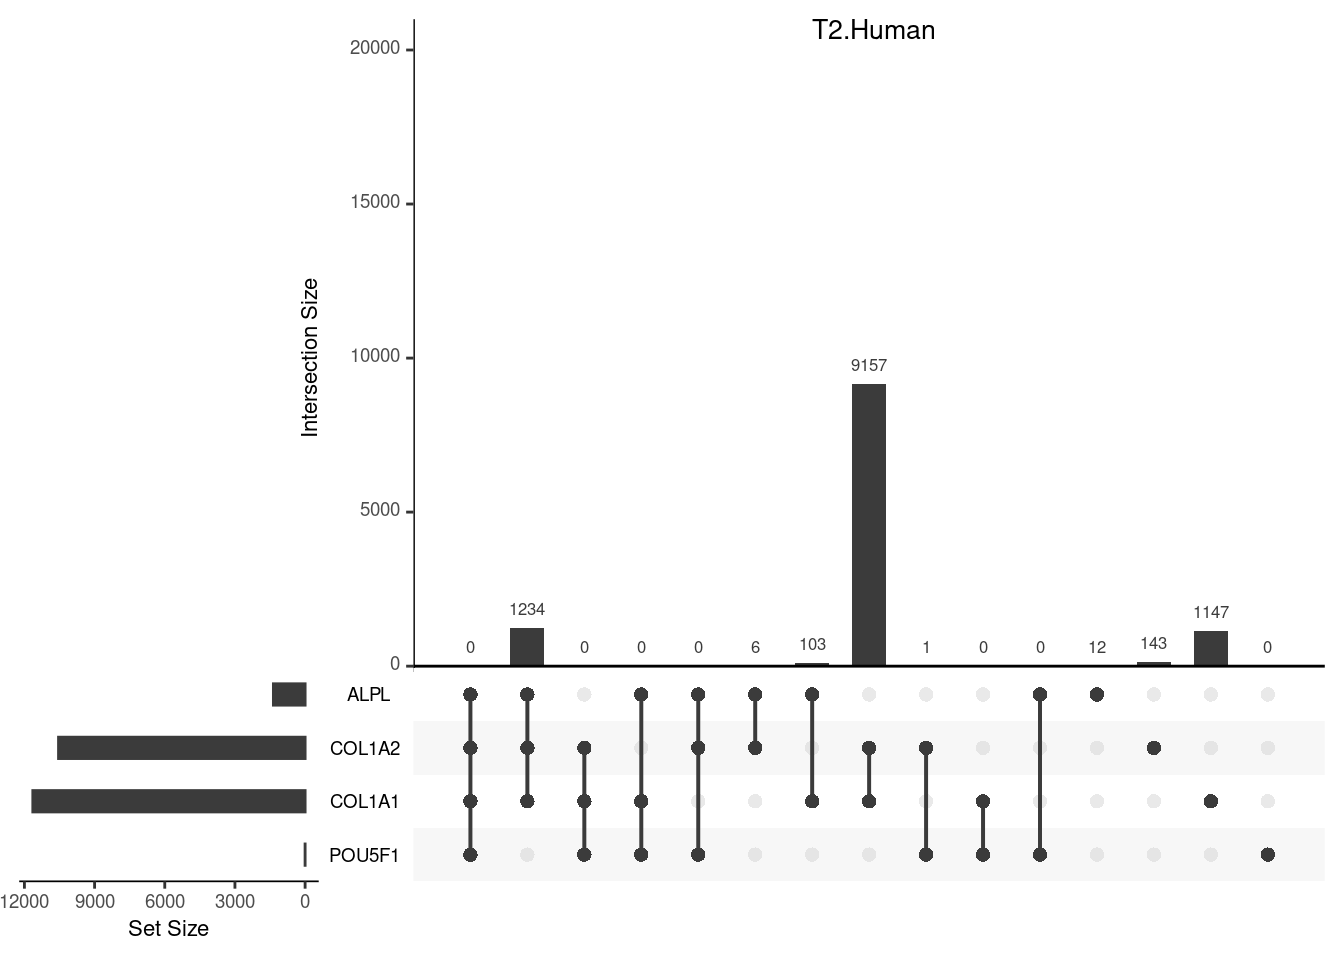 T2.Human
20000
15000
10000
5000
0
Intersection Size
0 1234 0 0 0 6 103 9157 1 0 0 12 143 1147 0
ALPL
COL1A2
COL1A1
POU5F1
12000 9000 6000 3000 0
Set Size